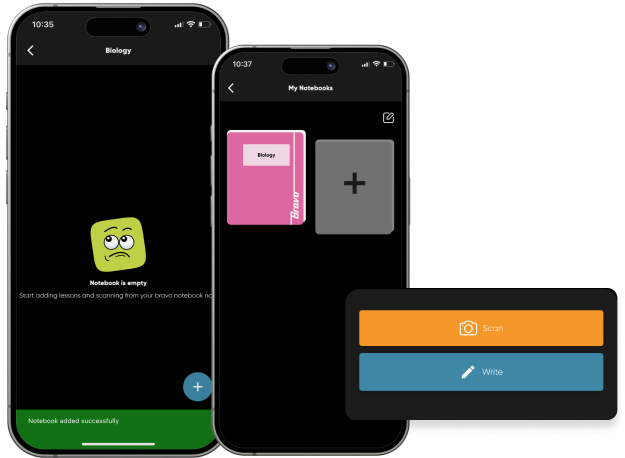 10:35
Biology
Notebook is empty
Start adding lessons and scanning from your bravo notebook no
Notebook added successfully
10:37
My Notebooks
Biology
Bravo
Scan
Write